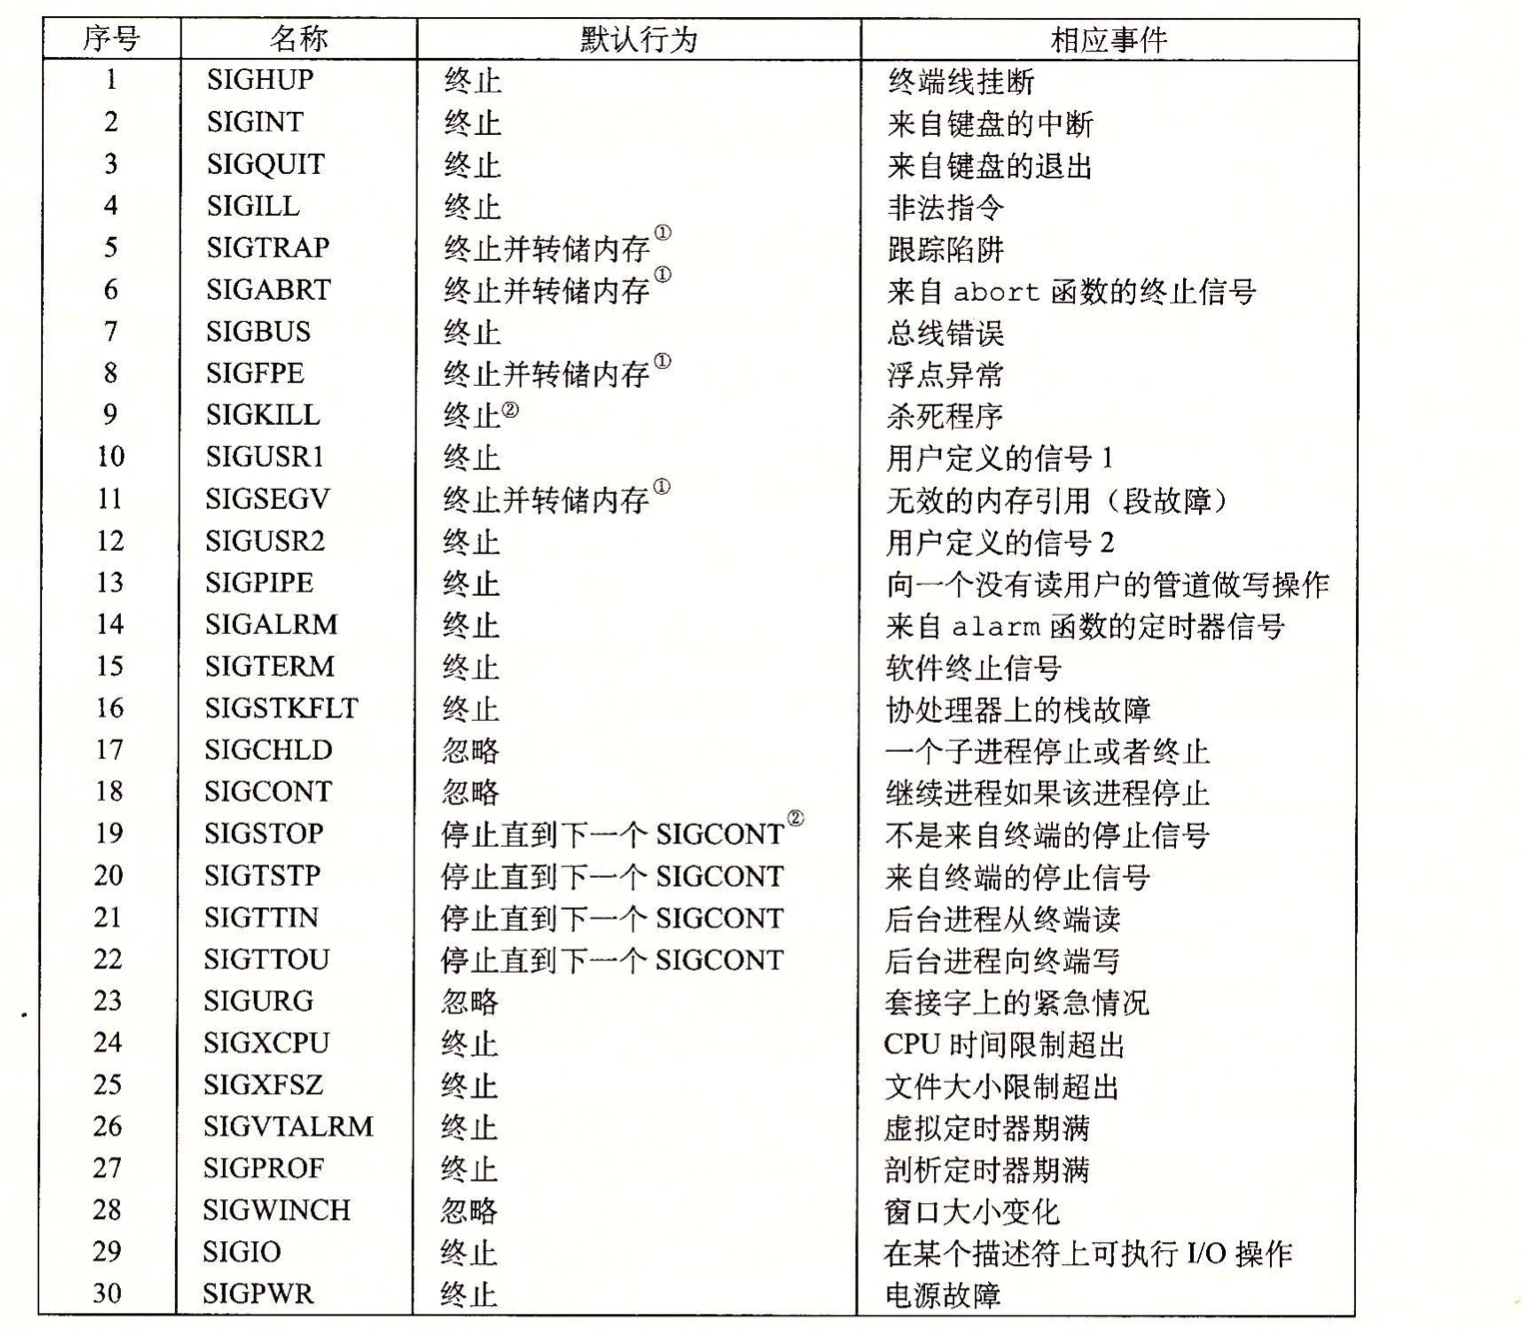 序号 名称 默认行为 相应事件
1 SIGHUP 终止 终端线挂断
2 SIGINT 终止 来自键盘的中断
3 SIGQUIT 终止 来自键盘的退出
4 SIGILL 终止 非法指令
5 SIGTRAP 终止并转储内存① 跟踪陷阱
6 SIGABRT 终止并转储内存① 来自 abort 函数的终止信号
7 SIGBUS 终止 总线错误
8 SIGFPE 终止并转储内存① 浮点异常
9 SIGKILL 终止② 杀死程序
10 SIGUSR1 终止 用户定义的信号 1
11 SIGSEGV 终止并转储内存① 无效的内存引用（段故障）
12 SIGUSR2 终止 用户定义的信号 2
13 SIGPIPE 终止 向一个没有读用户的管道做写操作
14 SIGALRM 终止 来自 alarm 函数的定时器信号
15 SIGTERM 终止 软件终止信号
16 SIGSTKFLT 终止 协处理器上的栈故障
17 SIGCHLD 忽略 一个子进程停止或者终止
18 SIGCONT 忽略 继续进程如果该进程停止
19 SIGSTOP 停止直到下一个 SIGCONT② 不是来自终端的停止信号
20 SIGTSTP 停止直到下一个 SIGCONT 来自终端的停止信号
21 SIGTTIN 停止直到下一个 SIGCONT 后台进程从终端读
22 SIGTTOU 停止直到下一个 SIGCONT 后台进程向终端写
23 SIGURG 忽略 套接字上的紧急情况
24 SIGXCPU 终止 CPU 时间限制超出
25 SIGXFSZ 终止 文件大小限制超出
26 SIGVTALRM 终止 虚拟定时器期满
27 SIGPROF 终止 剖析定时器期满
28 SIGWINCH 忽略 窗口大小变化
29 SIGIO 终止 在某个描述符上可执行 I/O 操作
30 SIGPWR 终止 电源故障